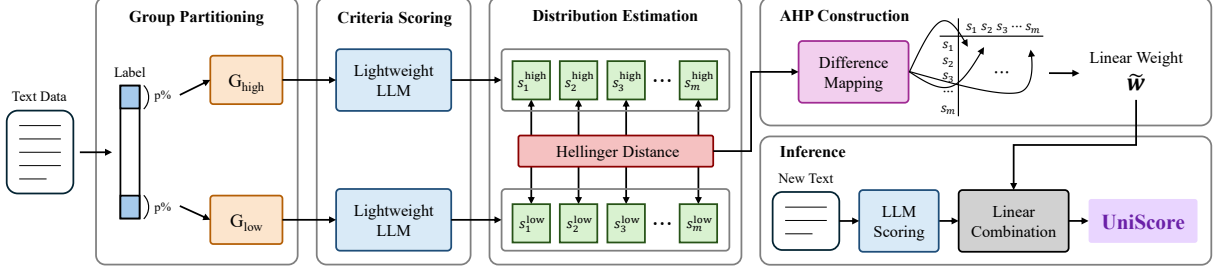 Group Partitioning
Label
Text Data
p%
p%
G_high
G_low
Criteria Scoring
Lightweight
LLM
Lightweight
LLM
Distribution Estimation
s_1^high s_2^high s_3^high ··· s_m^high
Hellinger Distance
s_1^low s_2^low s_3^low ··· s_m^low
AHP Construction
Difference
Mapping
s_1 s_2 s_3 ··· s_m
s_1
s_2
s_3
...
s_m
...
Linear Weight
w̃
Inference
New Text
LLM
Scoring
Linear
Combination
UniScore